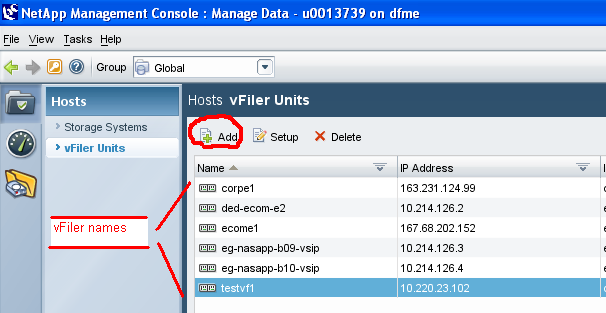 NetApp Management Console : Manage Data - u0013739 on dfme
File View Tasks Help
Group Global
Hosts
Storage Systems
vFiler Units
Hosts vFiler Units
Add Setup Delete
Name IP Address
corpe1 163.231.124.99
ded-ecom-e2 10.214.126.2
ecome1 167.68.202.152
eg-nasapp-b09-vsip 10.214.126.3
eg-nasapp-b10-vsip 10.214.126.4
testvf1 10.220.23.102
vFiler names